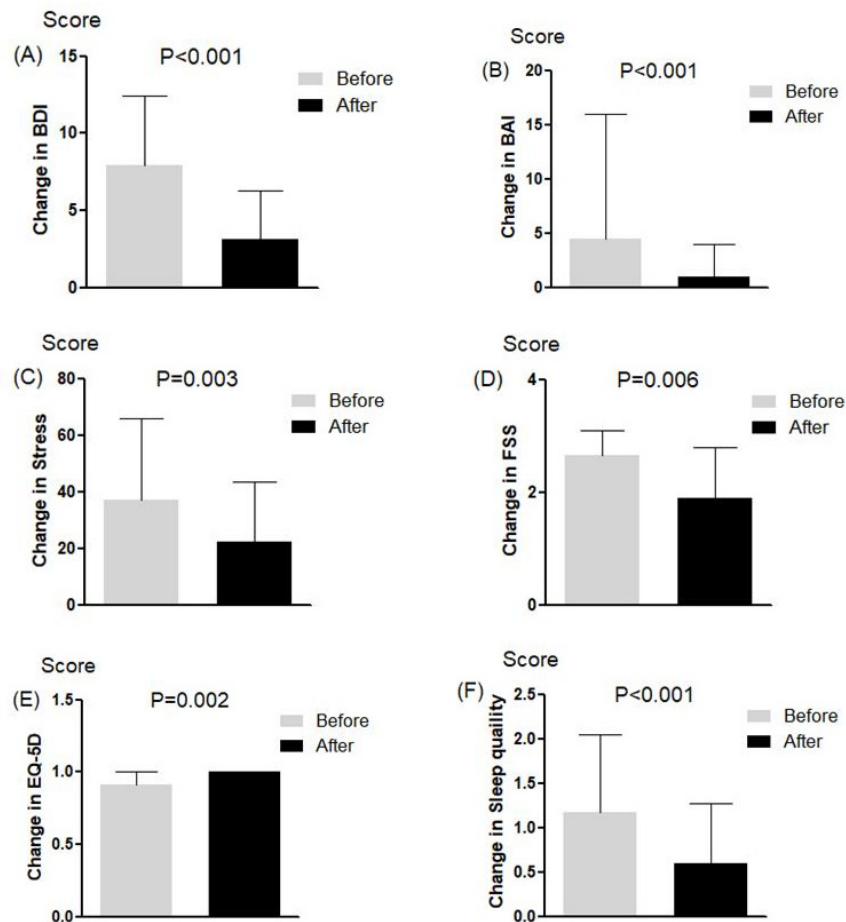 Score
(A)
P<0.001
Before
After
Change in BDI
15
10
5
0
Score
(B)
P<0.001
Before
After
Change in BAI
20
15
10
5
0
Score
(C)
P=0.003
Before
After
Change in Stress
80
60
40
20
0
Score
(D)
P=0.006
Before
After
Change in FSS
4
2
0
Score
(E)
P=0.002
Before
After
Change in EQ-5D
1.5
1.0
0.5
0.0
Score
(F)
P<0.001
Before
After
Change in Sleep quaility
2.5
2.0
1.5
1.0
0.5
0.0